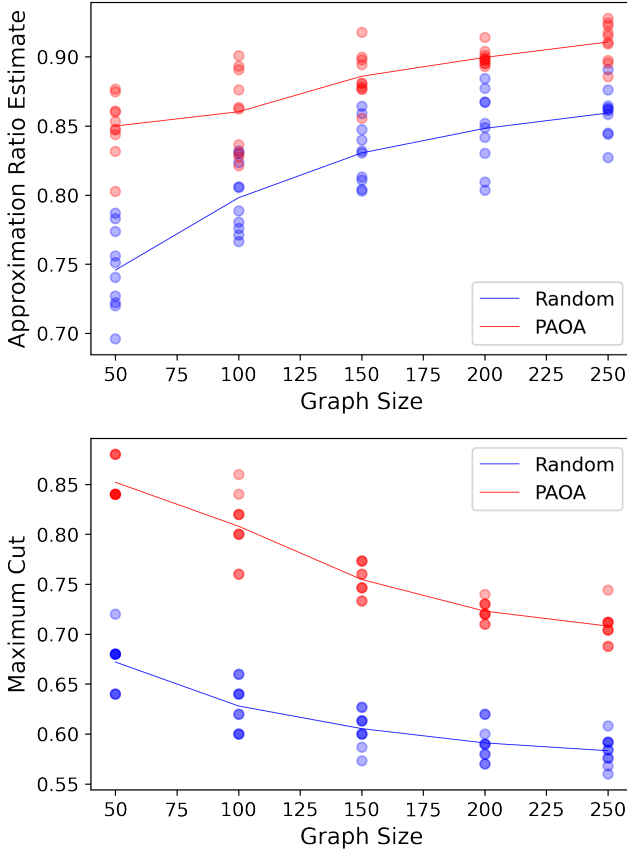 Approximation Ratio Estimate
0.90
0.85
0.80
0.75
0.70
Random
PAOA
50 75 100 125 150 175 200 225 250
Graph Size
Maximum Cut
0.85
0.80
0.75
0.70
0.65
0.60
0.55
Random
PAOA
50 75 100 125 150 175 200 225 250
Graph Size